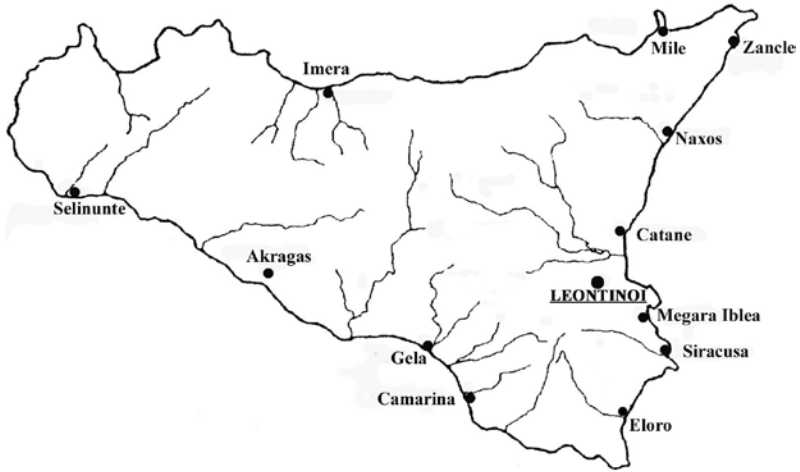 Mile
Zancle
Imera
Naxos
Selinunte
Catane
Akragas
LEONTINOI
Megara Iblea
Gela
Siracusa
Camarina
Eloro